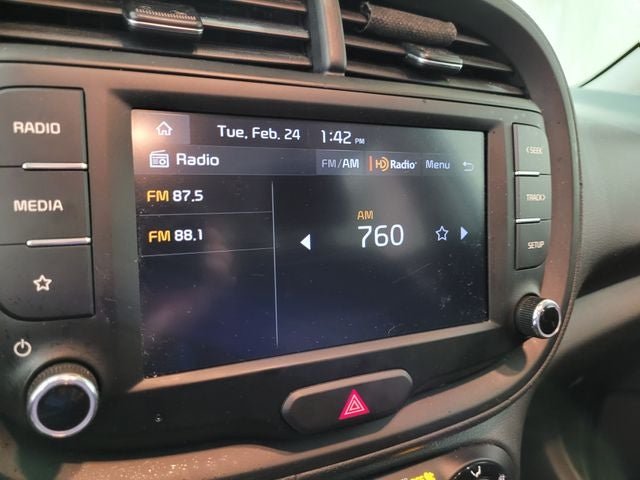 RADIO
MEDIA
Tue, Feb. 24 1:42 PM
Radio FM/AM HD Radio Menu
FM 87.5
FM 88.1
AM
760
<SEEK
TRACK>
SETUP